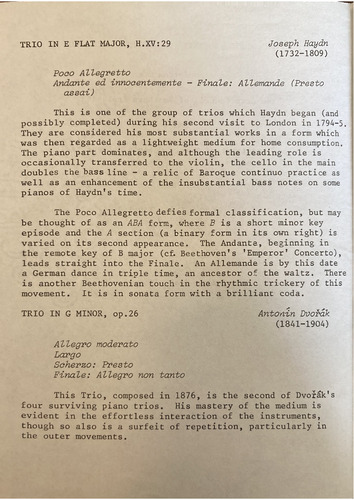 TRIO IN E FLAT MAJOR, H.XV:29 Joseph Haydn
(1732-1809)
Poco Allegretto
Andante ed innocentemente - Finale: Allemande (Presto
assai)
This is one of the group of trios which Haydn began (and
possibly completed) during his second visit to London in 1794-5.
They are considered his most substantial works in a form which
was then regarded as a lightweight medium for home consumption.
The piano part dominates, and although the leading role is
occasionally transferred to the violin, the cello in the main
doubles the bass line - a relic of Baroque continuo practice as
well as an enhancement of the insubstantial bass notes on some
pianos of Haydn's time.
The Poco Allegretto defies formal classification, but may
be thought of as an ABA form, where B is a short minor key
episode and the A section (a binary form in its own right) is
varied on its second appearance. The Andante, beginning
in the remote key of B major (cf. Beethoven's 'Emperor' Concerto),
leads straight into the Finale. An Allemande is by this date
a German dance in triple time, an ancestor of the waltz. There
is another Beethovenian touch in the rhythmic trickery of this
movement. It is in sonata form with a brilliant coda.
TRIO IN G MINOR, op.26 Antonín Dvořák
(1841-1904)
Allegro moderato
Largo
Scherzo: Presto
Finale: Allegro non tanto
This Trio, composed in 1876, is the second of Dvořák's
four surviving piano trios. His mastery of the medium is
evident in the effortless interaction of the instruments,
though so also is a surfeit of repetition, particularly in
the outer movements.